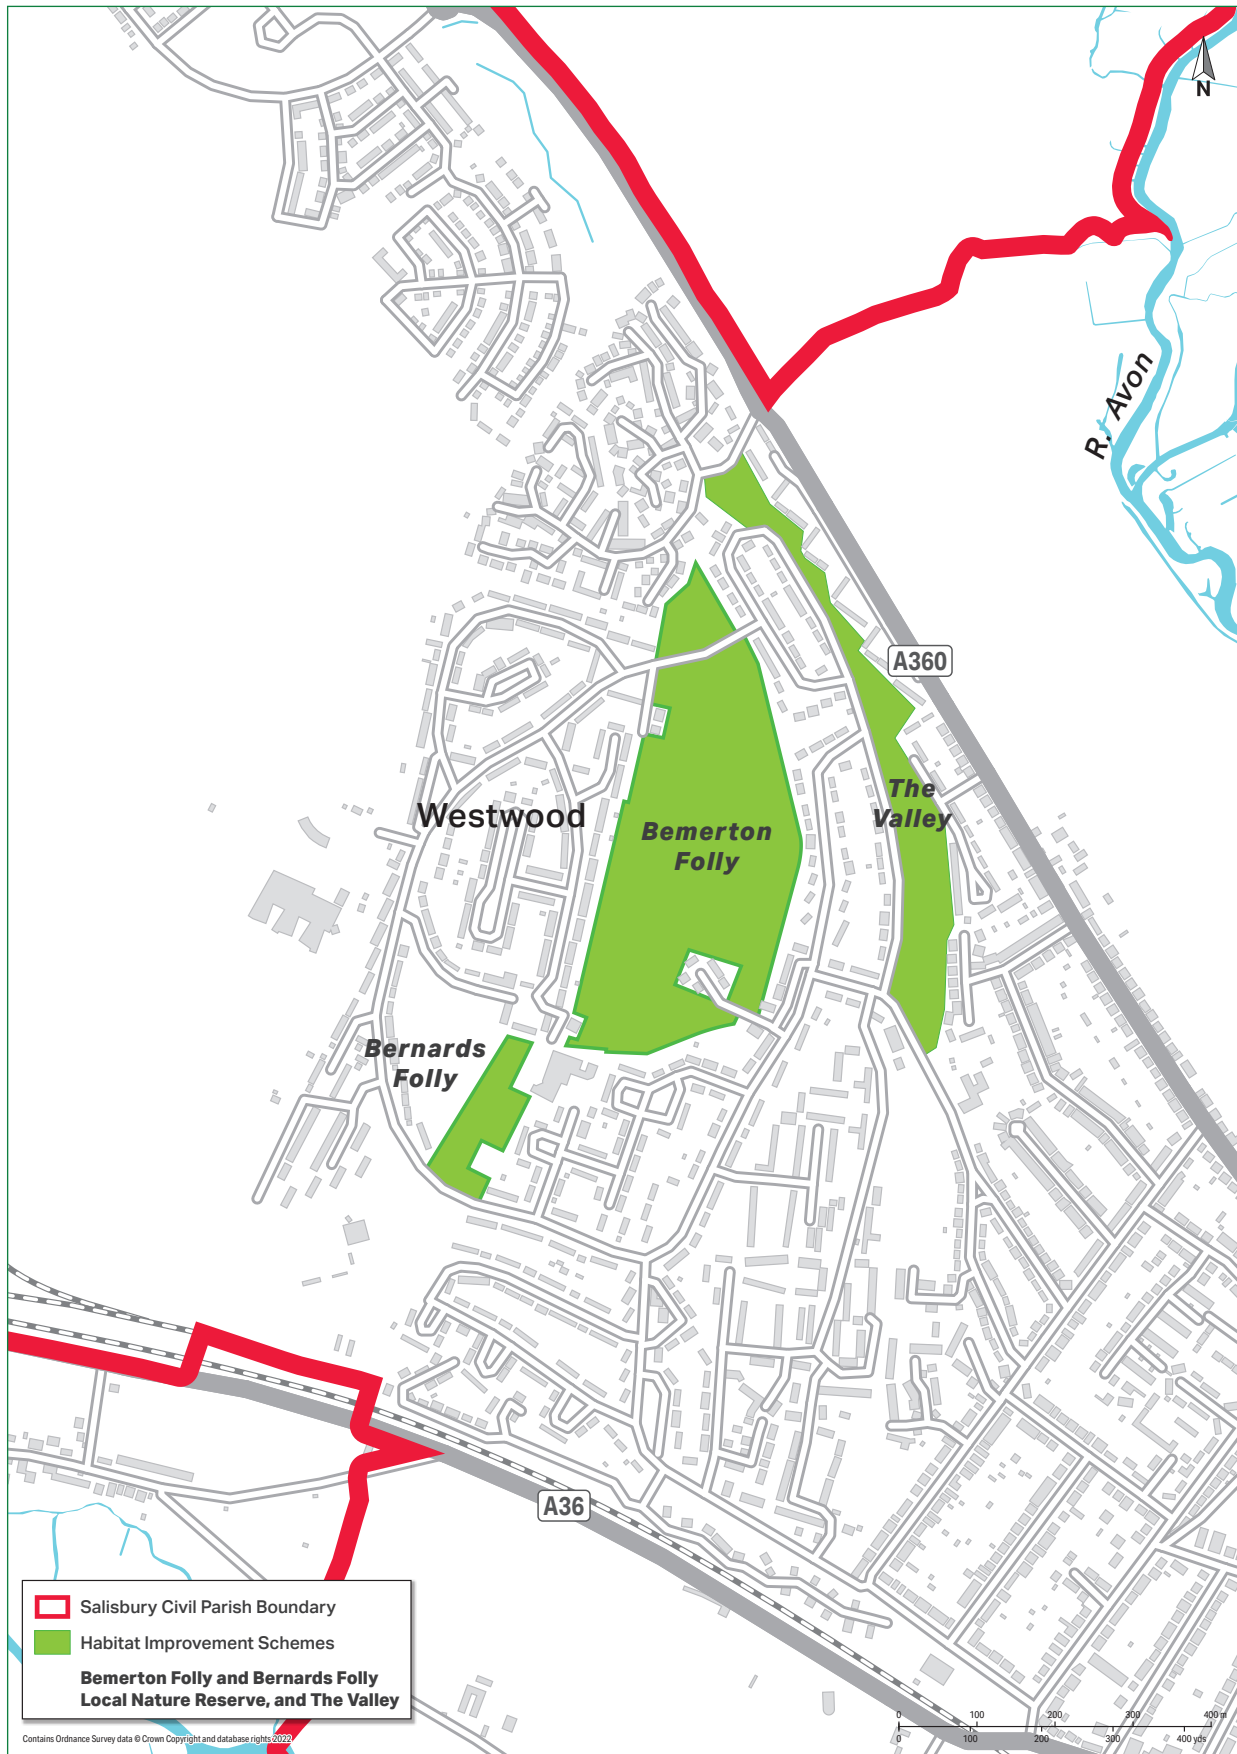 N
R. Avon
A360
The
Valley
Westwood
Bemerton
Folly
Bernards
Folly
A36
Salisbury Civil Parish Boundary
Habitat Improvement Schemes
Bemerton Folly and Bernards Folly
Local Nature Reserve, and The Valley
Contains Ordnance Survey data © Crown Copyright and database rights 2022
0 100 200 300 400 m
0 100 200 300 400 yds